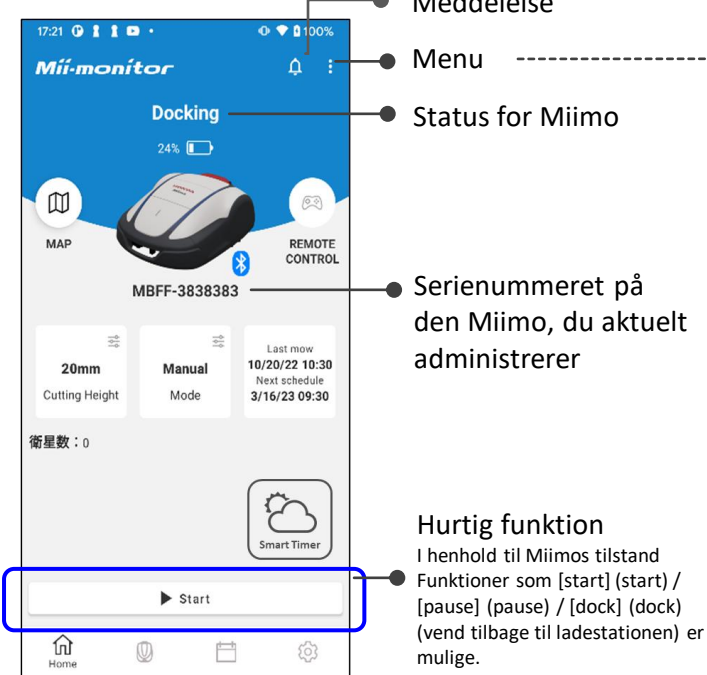 Meddelelse
17:21
100%
Mii-monitor
Menu
Docking
Status for Miimo
24%
MAP
REMOTE
CONTROL
MBFF-3838383
Serienummeret på
den Miimo, du aktuelt
administrerer
20mm
Cutting Height
Manual
Mode
Last mow
10/20/22 10:30
Next schedule
3/16/23 09:30
衛星数：0
Smart Timer
Hurtig funktion
I henhold til Miimos tilstand
Funktioner som [start] (start) /
[pause] (pause) / [dock] (dock)
(vend tilbage til ladestationen) er
mulige.
Start
Home